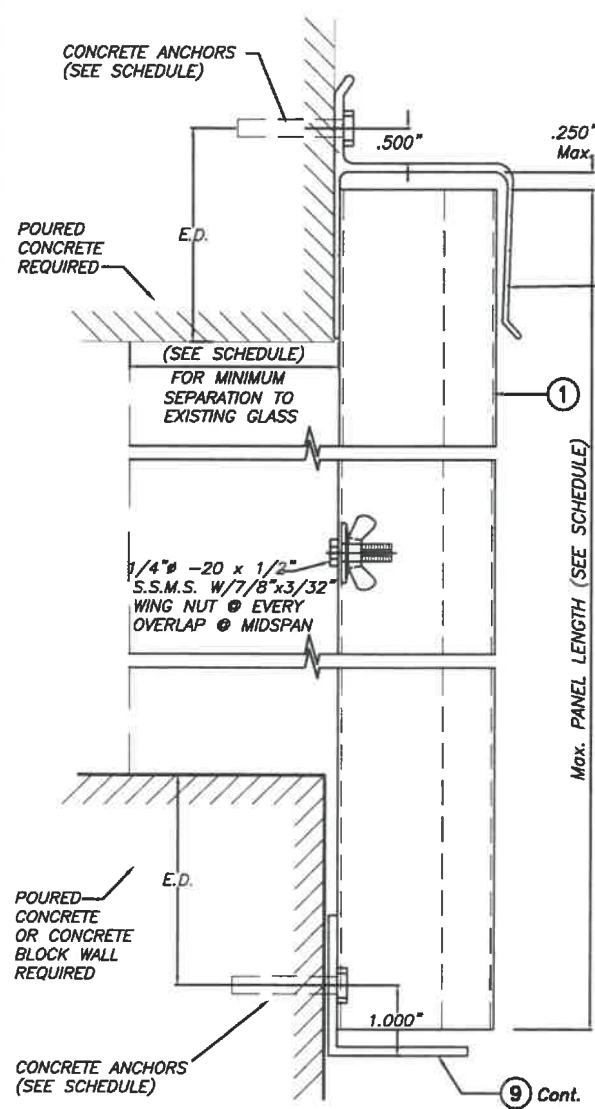 CONCRETE ANCHORS
(SEE SCHEDULE)
.500"
.250"
Max.
E.D.
POURED
CONCRETE
REQUIRED
(SEE SCHEDULE)
FOR MINIMUM
SEPARATION TO
EXISTING GLASS
1
1/4"ø -20 x 1/2"
S.S.M.S. W/7/8"x3/32"
WING NUT @ EVERY
OVERLAP @ MIDSPAN
Max. PANEL LENGTH (SEE SCHEDULE)
E.D.
POURED
CONCRETE
OR CONCRETE
BLOCK WALL
REQUIRED
1.000"
CONCRETE ANCHORS
(SEE SCHEDULE)
9 Cont.